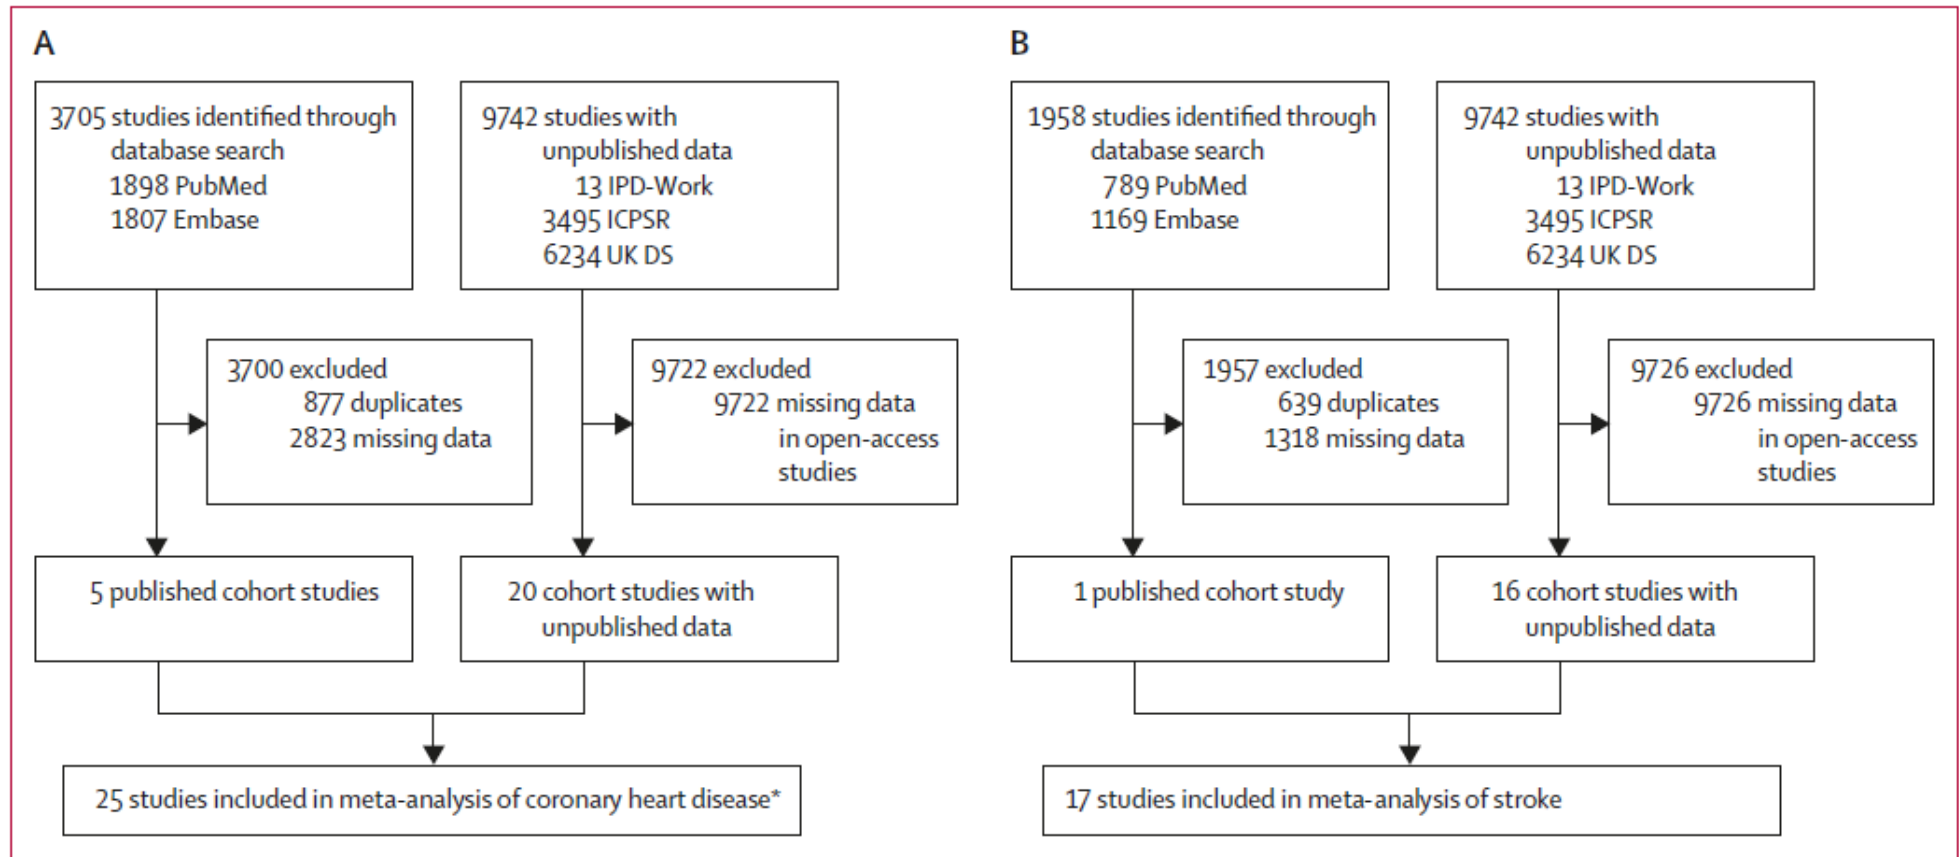 A
3705 studies identified through
database search
1898 PubMed
1807 Embase
9742 studies with
unpublished data
13 IPD-Work
3495 ICPSR
6234 UK DS
3700 excluded
877 duplicates
2823 missing data
9722 excluded
9722 missing data
in open-access
studies
5 published cohort studies
20 cohort studies with
unpublished data
25 studies included in meta-analysis of coronary heart disease*
B
1958 studies identified through
database search
789 PubMed
1169 Embase
9742 studies with
unpublished data
13 IPD-Work
3495 ICPSR
6234 UK DS
1957 excluded
639 duplicates
1318 missing data
9726 excluded
9726 missing data
in open-access
studies
1 published cohort study
16 cohort studies with
unpublished data
17 studies included in meta-analysis of stroke